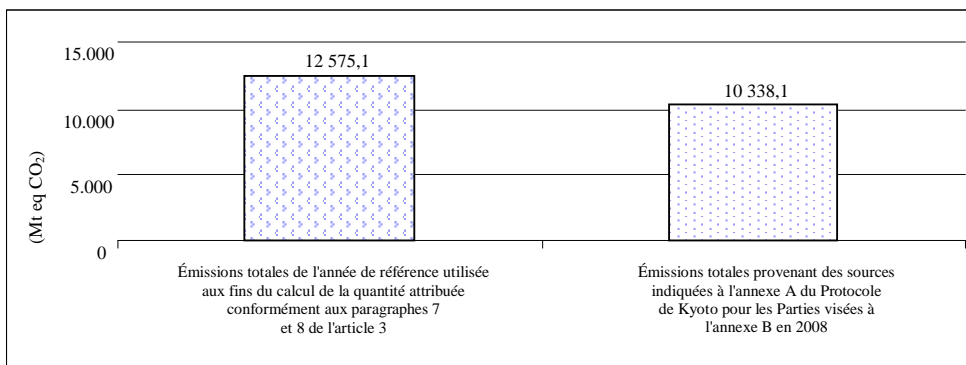 (Mt eq CO₂)
15.000
10.000
5.000
0
12 575,1
10 338,1
Émissions totales de l'année de référence utilisée
aux fins du calcul de la quantité attribuée
conformément aux paragraphes 7
et 8 de l'article 3
Émissions totales provenant des sources
indiquées à l'annexe A du Protocole
de Kyoto pour les Parties visées à
l'annexe B en 2008